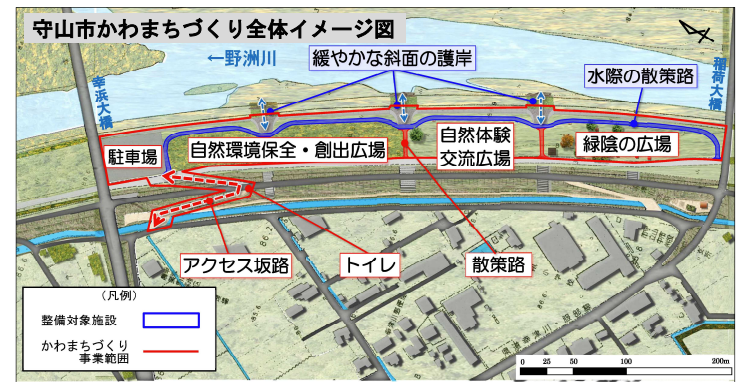 守山市かわまちづくり全体イメージ図
←野洲川
緩やかな斜面の護岸
水際の散策路
幸浜大橋
稲荷大橋
駐車場
自然環境保全・創出広場
自然体験
交流広場
緑陰の広場
アクセス坂路
トイレ
散策路
(凡例)
整備対象施設
かわまちづくり
事業範囲
0 25 50 100 200m
86.2